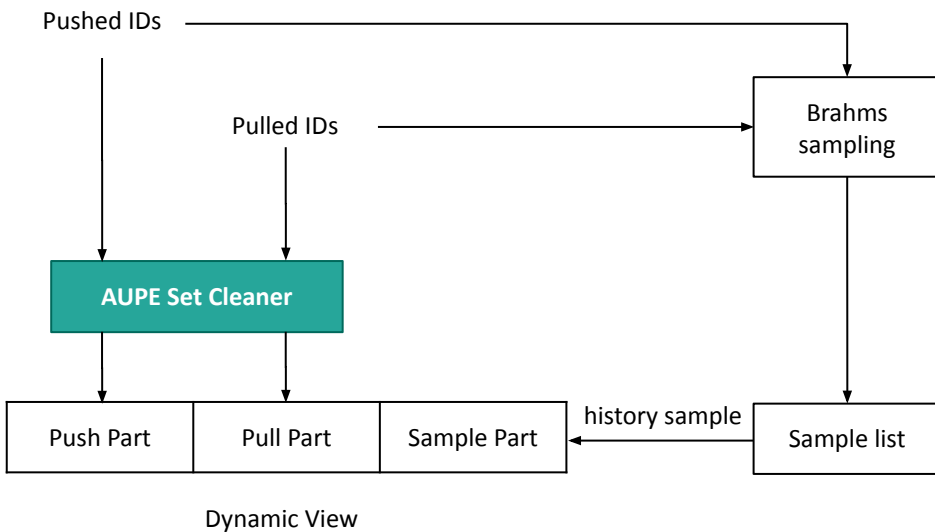 Pushed IDs
Pulled IDs
Brahms
sampling
AUPE Set Cleaner
history sample
Push Part
Pull Part
Sample Part
Sample list
Dynamic View